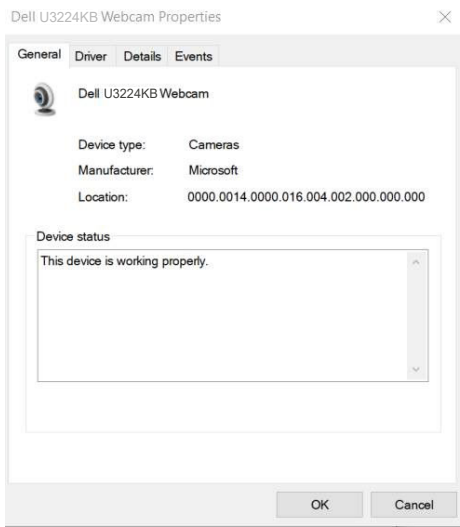 Dell U3224KB Webcam Properties
General Driver Details Events
Dell U3224KB Webcam
Device type: Cameras
Manufacturer: Microsoft
Location: 0000.0014.0000.016.004.002.000.000.000
Device status
This device is working properly.
OK Cancel